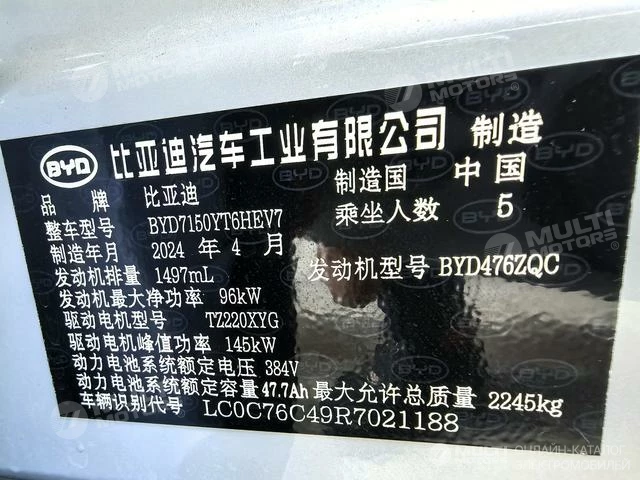 BYD 比亚迪汽车工业有限公司 制造
品 牌 比亚迪 制造国 中国
整车型号 BYD7150YT6HEV7 乘坐人数 5
制造年月 2024 年 4 月
发动机排量 1497mL 发动机型号 BYD476ZQC
发动机最大净功率 96kW
驱动电机型号 TZ220XYG
驱动电机峰值功率 145kW
动力电池系统额定电压 384V
动力电池系统额定容量 47.7Ah 最大允许总质量 2245kg
车辆识别代号 LC0C76C49R7021188
MULTI MOTORS
ОНЛАЙН-КАТАЛОГ